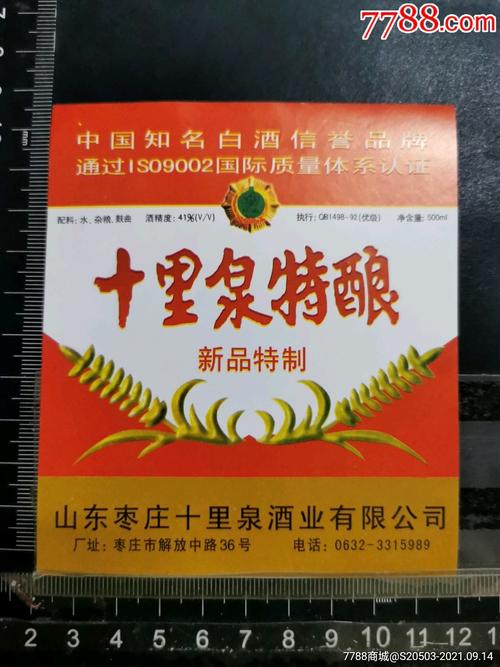 7788.com
中国知名白酒信誉品牌
通过ISO9002国际质量体系认证
配料: 水、杂粮、麸曲 酒精度: 41%(V/V) 执行: QB1498-92(优级) 净含量: 500ml
十里泉特酿
新品特制
山东枣庄十里泉酒业有限公司
厂址: 枣庄市解放中路36号 电话: 0632-3315989
2 3 4 5 6 7 8 9 10 11 12
7788商城@S20503-2021.09.14